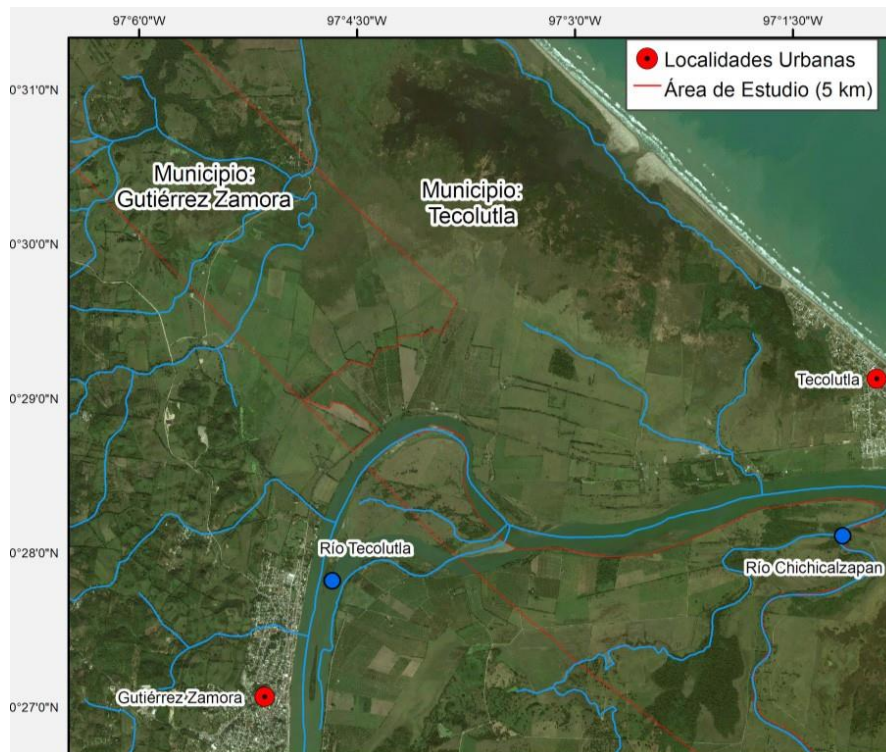 97°6'0"W
97°4'30"W
97°3'0"W
97°1'30"W
Localidades Urbanas
Área de Estudio (5 km)
0°31'0"N
Municipio:
Gutiérrez Zamora
Municipio:
Tecolutla
0°30'0"N
Tecolutla
0°29'0"N
0°28'0"N
Río Tecolutla
Río Chichicalzapan
Gutiérrez Zamora
0°27'0"N